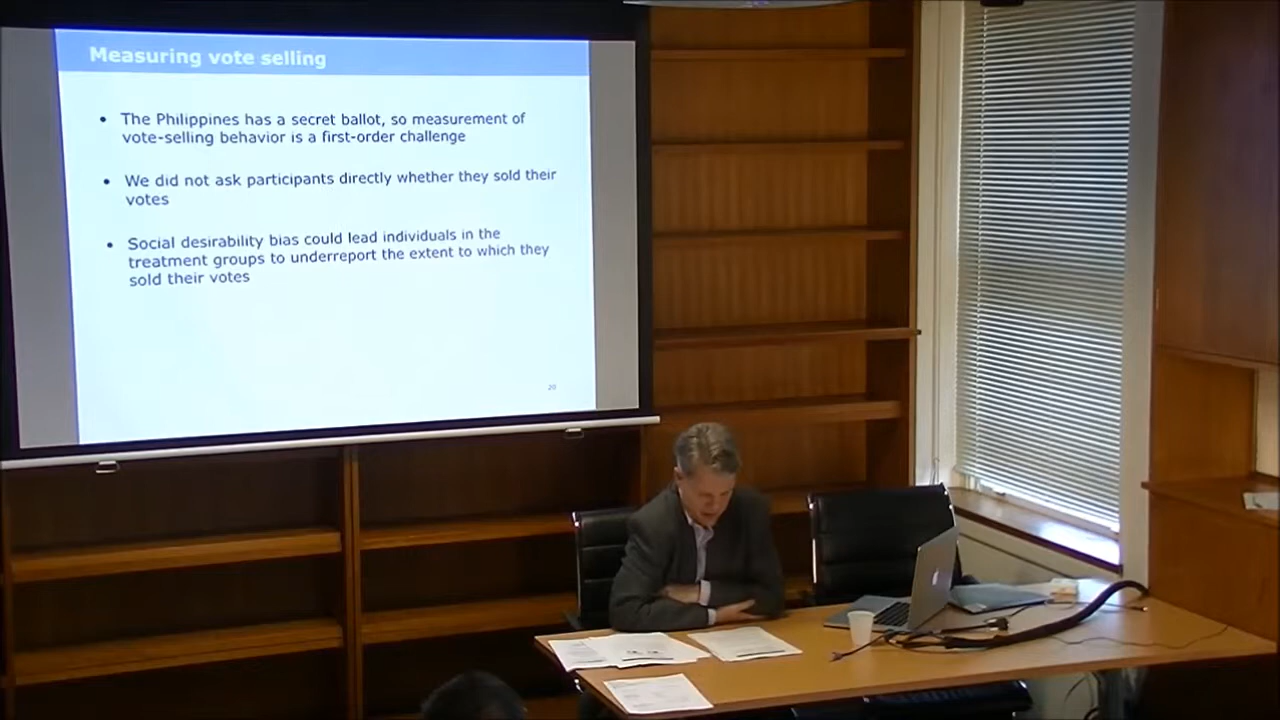 Measuring vote selling
• The Philippines has a secret ballot, so measurement of
vote-selling behavior is a first-order challenge
• We did not ask participants directly whether they sold their
votes
• Social desirability bias could lead individuals in the
treatment groups to underreport the extent to which they
sold their votes
20